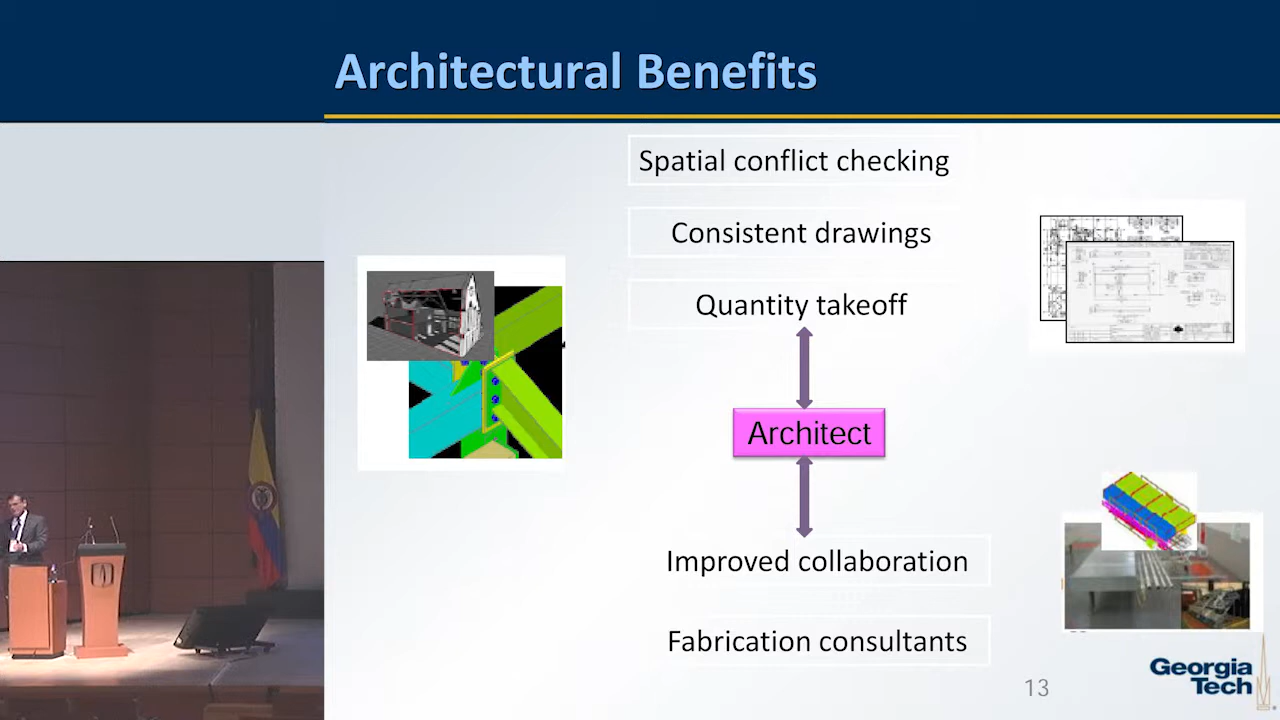 Architectural Benefits
Spatial conflict checking
Consistent drawings
Quantity takeoff
Architect
Improved collaboration
Fabrication consultants
13
Georgia
Tech